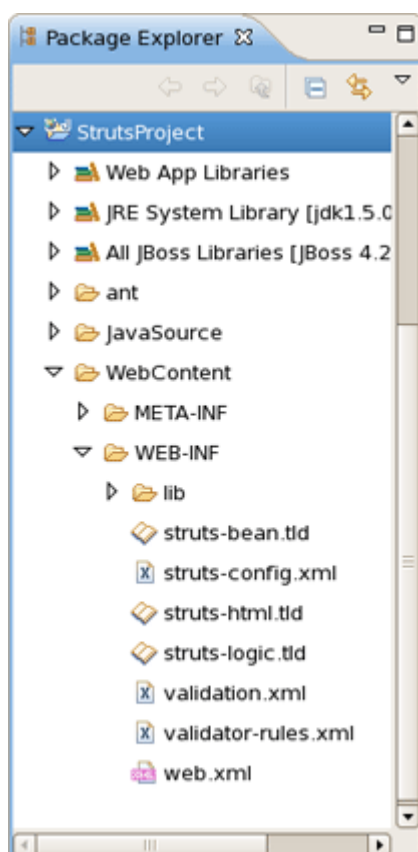 Package Explorer
StrutsProject
Web App Libraries
JRE System Library [jdk1.5.0
All JBoss Libraries [JBoss 4.2
ant
JavaSource
WebContent
META-INF
WEB-INF
lib
struts-bean.tld
struts-config.xml
struts-html.tld
struts-logic.tld
validation.xml
validator-rules.xml
web.xml